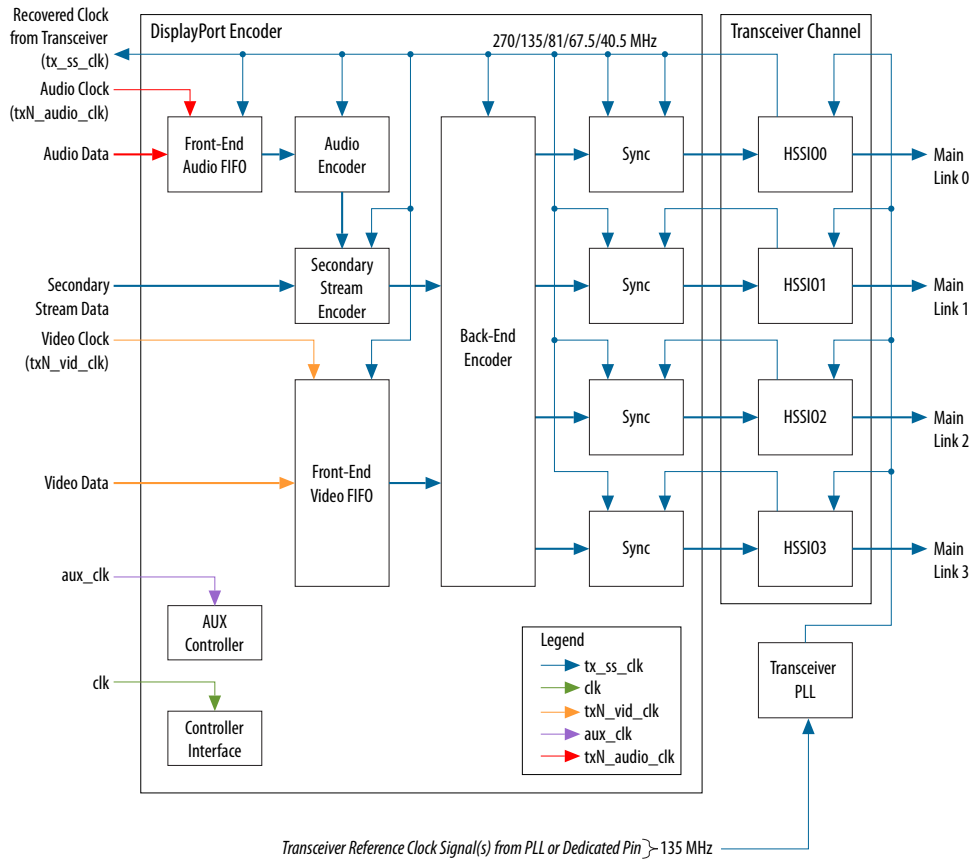 Recovered Clock
from Transceiver
(tx_ss_clk)
DisplayPort Encoder
270/135/81/67.5/40.5 MHz
Transceiver Channel
Audio Clock
(txN_audio_clk)
Audio Data
Front-End
Audio FIFO
Audio
Encoder
Sync
HSSI00
Main
Link 0
Secondary
Stream Data
Secondary
Stream
Encoder
Sync
HSSI01
Main
Link 1
Video Clock
(txN_vid_clk)
Back-End
Encoder
Sync
HSSI02
Main
Link 2
Video Data
Front-End
Video FIFO
Sync
HSSI03
Main
Link 3
aux_clk
AUX
Controller
clk
Controller
Interface
Legend
tx_ss_clk
clk
txN_vid_clk
aux_clk
txN_audio_clk
Transceiver
PLL
Transceiver Reference Clock Signal(s) from PLL or Dedicated Pin } 135 MHz